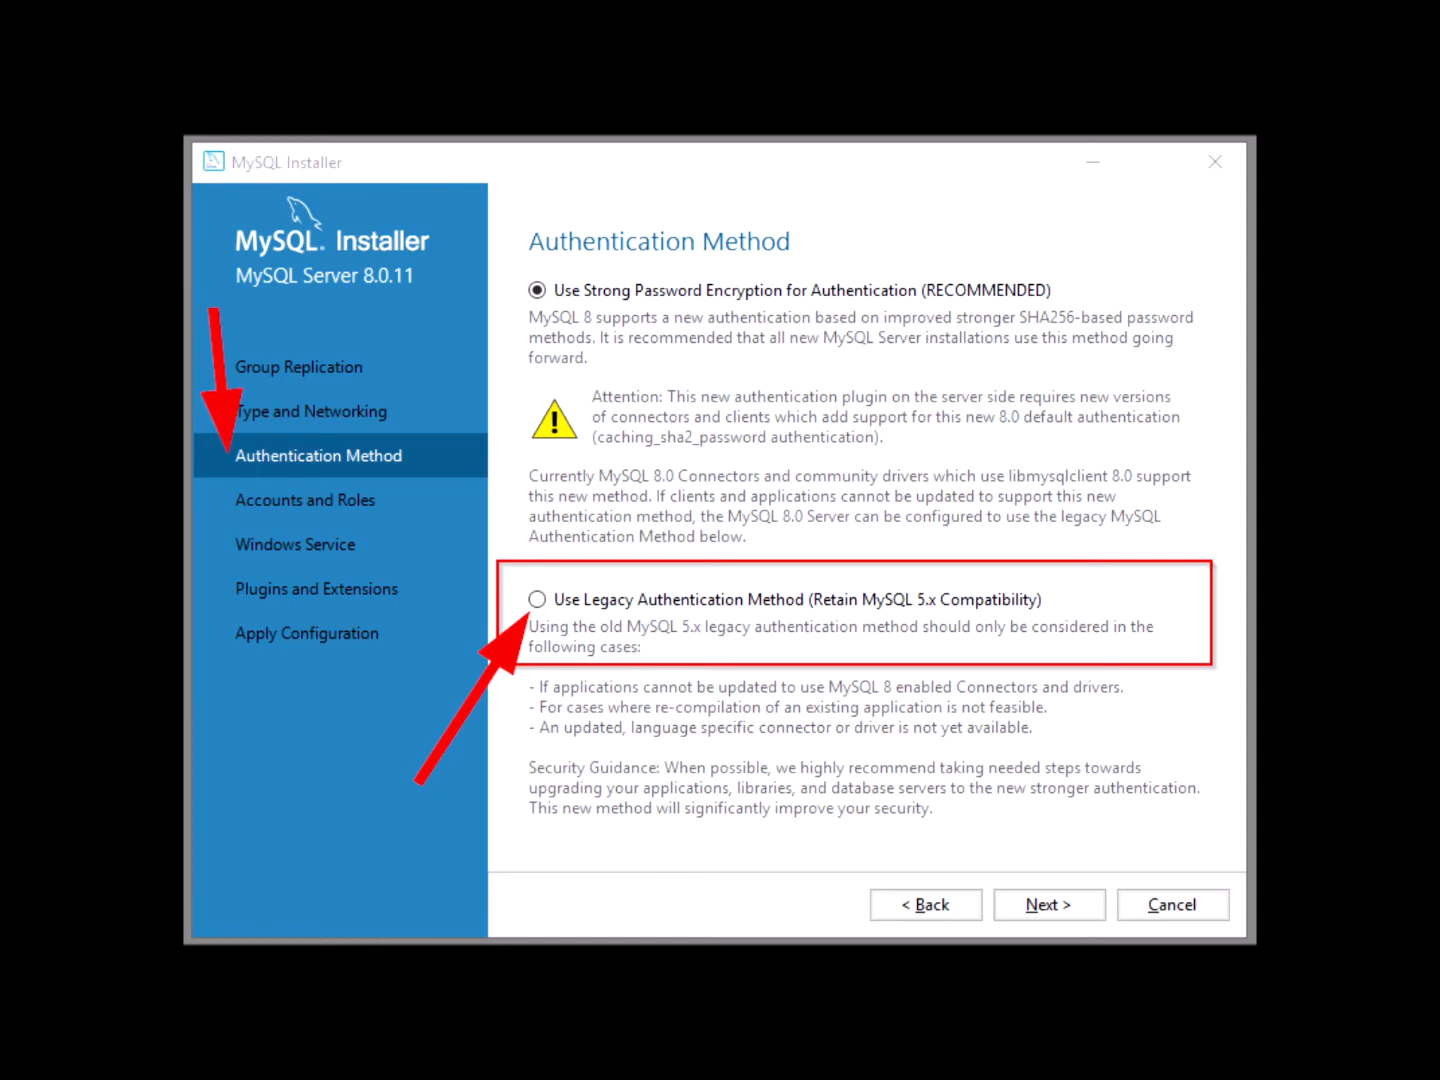 MySQL Installer
MySQL. Installer
MySQL Server 8.0.11
Group Replication
Type and Networking
Authentication Method
Accounts and Roles
Windows Service
Plugins and Extensions
Apply Configuration
Authentication Method
Use Strong Password Encryption for Authentication (RECOMMENDED)
MySQL 8 supports a new authentication based on improved stronger SHA256-based password
methods. It is recommended that all new MySQL Server installations use this method going
forward.
Attention: This new authentication plugin on the server side requires new versions
of connectors and clients which add support for this new 8.0 default authentication
(caching_sha2_password authentication).
Currently MySQL 8.0 Connectors and community drivers which use libmysqlclient 8.0 support
this new method. If clients and applications cannot be updated to support this new
authentication method, the MySQL 8.0 Server can be configured to use the legacy MySQL
Authentication Method below.
Use Legacy Authentication Method (Retain MySQL 5.x Compatibility)
Using the old MySQL 5.x legacy authentication method should only be considered in the
following cases:
- If applications cannot be updated to use MySQL 8 enabled Connectors and drivers.
- For cases where re-compilation of an existing application is not feasible.
- An updated, language specific connector or driver is not yet available.
Security Guidance: When possible, we highly recommend taking needed steps towards
upgrading your applications, libraries, and database servers to the new stronger authentication.
This new method will significantly improve your security.
< Back
Next >
Cancel